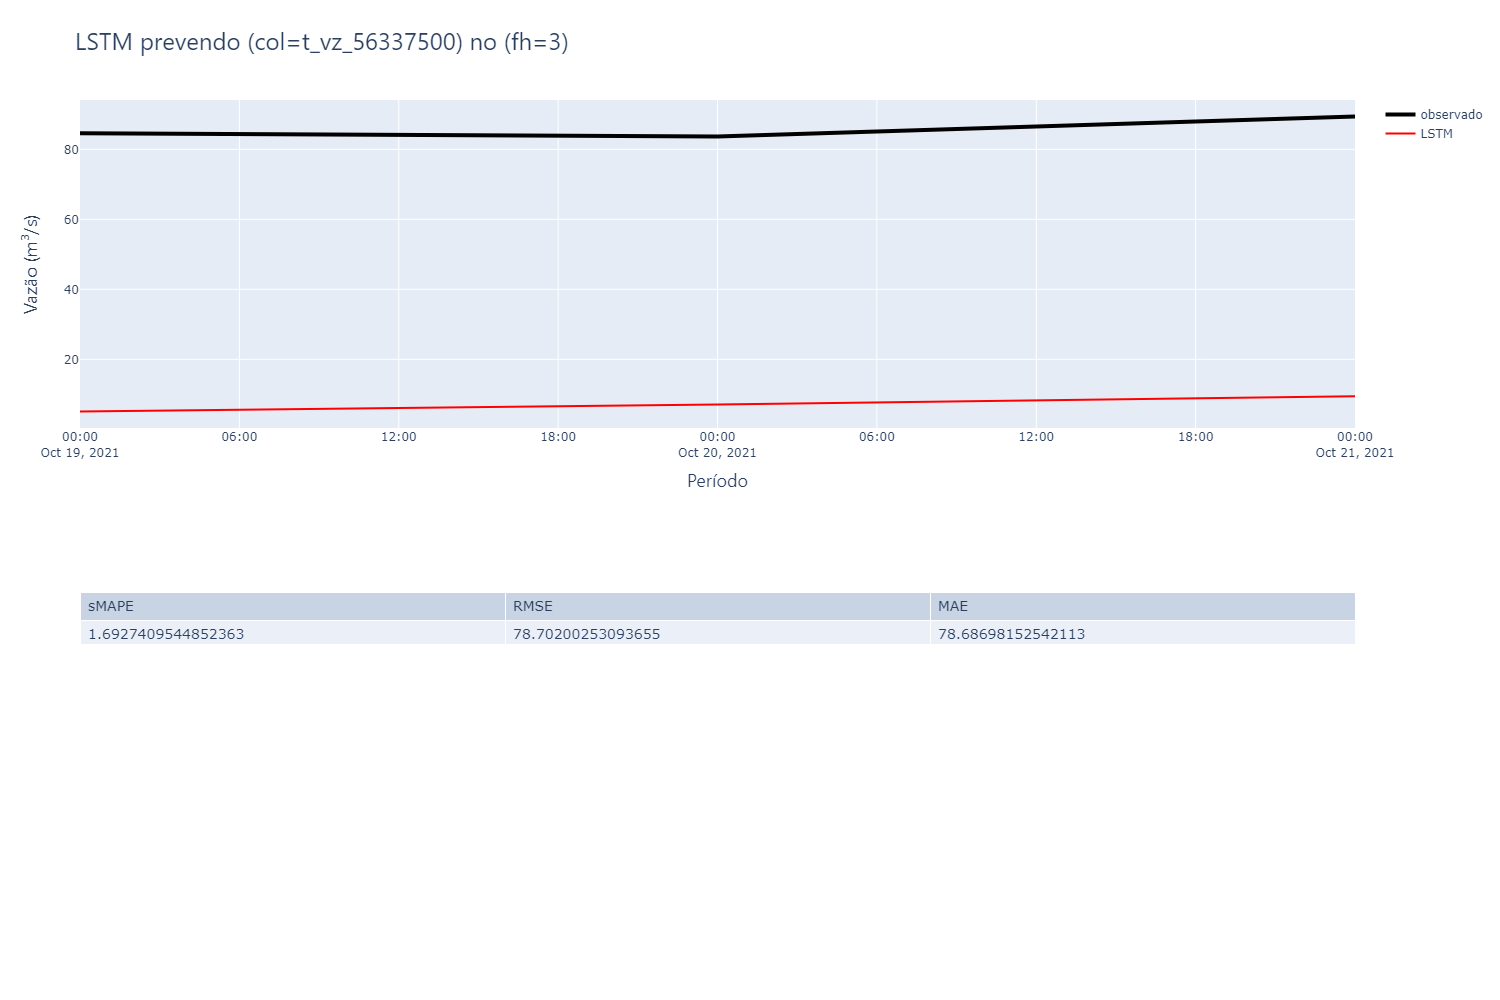 LSTM prevendo (col=t_vz_56337500) no (fh=3)
observado
LSTM
Vazão (m³/s)
80
60
40
20
00:00 06:00 12:00 18:00 00:00 06:00 12:00 18:00 00:00
Oct 19, 2021 Oct 20, 2021 Oct 21, 2021
Período
sMAPE RMSE MAE
1.6927409544852363 78.70200253093655 78.68698152542113